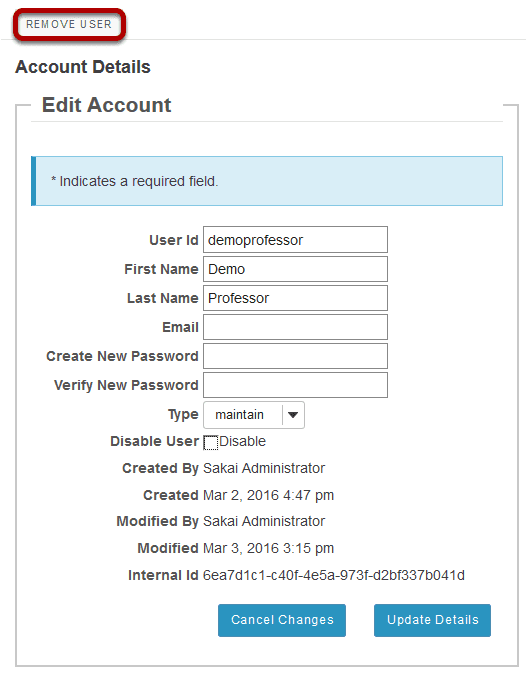 REMOVE USER
Account Details
Edit Account
* Indicates a required field.
User Id demoprofessor
First Name Demo
Last Name Professor
Email
Create New Password
Verify New Password
Type maintain
Disable User Disable
Created By Sakai Administrator
Created Mar 2, 2016 4:47 pm
Modified By Sakai Administrator
Modified Mar 3, 2016 3:15 pm
Internal Id 6ea7d1c1-c40f-4e5a-973f-d2bf337b041d
Cancel Changes Update Details